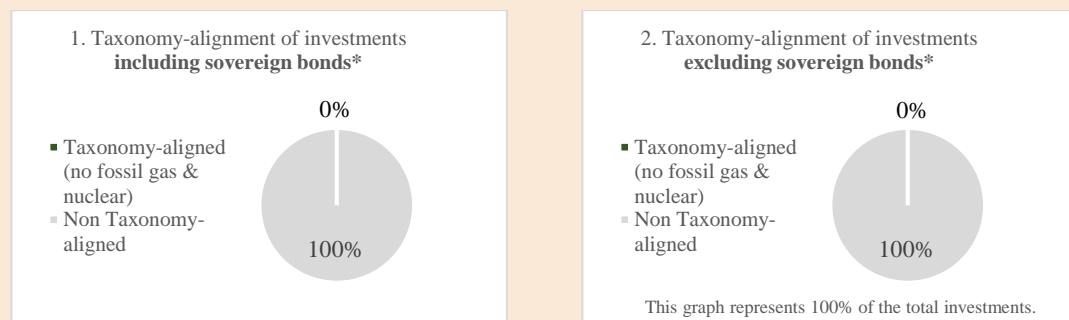 1. Taxonomy-alignment of investments
including sovereign bonds*
0%
Taxonomy-aligned
(no fossil gas &
nuclear)
Non Taxonomy-
aligned
100%
2. Taxonomy-alignment of investments
excluding sovereign bonds*
0%
Taxonomy-aligned
(no fossil gas &
nuclear)
Non Taxonomy-
aligned
100%
This graph represents 100% of the total investments.